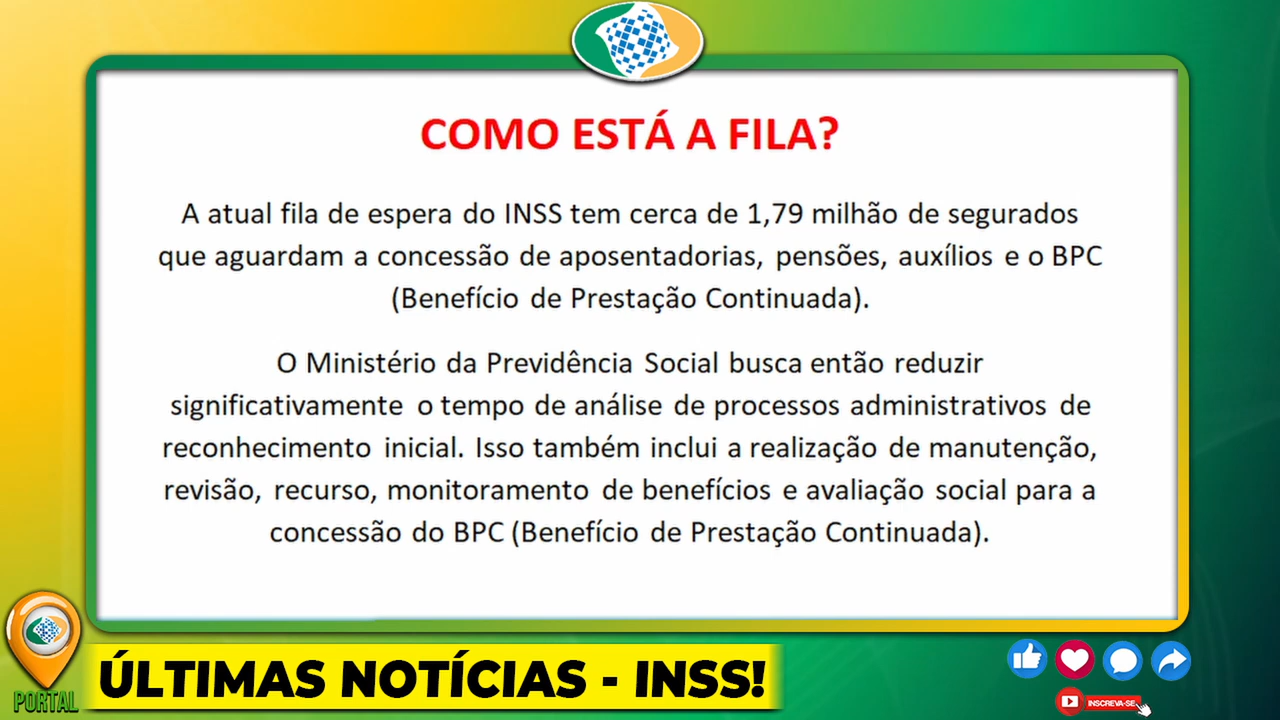 COMO ESTÁ A FILA?
A atual fila de espera do INSS tem cerca de 1,79 milhão de segurados
que aguardam a concessão de aposentadorias, pensões, auxílios e o BPC
(Benefício de Prestação Continuada).
O Ministério da Previdência Social busca então reduzir
significativamente o tempo de análise de processos administrativos de
reconhecimento inicial. Isso também inclui a realização de manutenção,
revisão, recurso, monitoramento de benefícios e avaliação social para a
concessão do BPC (Benefício de Prestação Continuada).
PORTAL
ÚLTIMAS NOTÍCIAS - INSS!
INSCREVA-SE